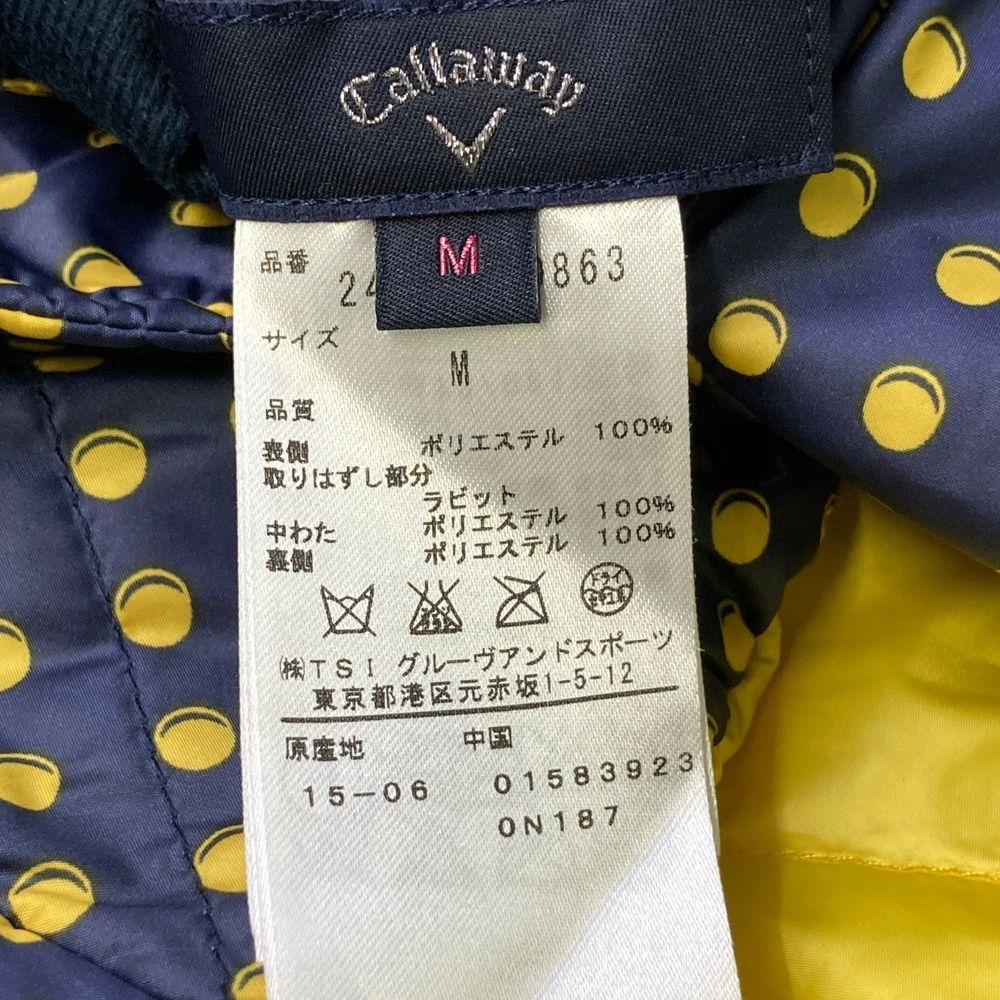 Callaway
M
品番
24 0863
サイズ
M
品質
表側 ポリエステル 100%
取りはずし部分
ラビット
中わた ポリエステル 100%
裏側 ポリエステル 100%
ドライ
㈱TSI グルーヴアンドスポーツ
東京都港区元赤坂1-5-12
原産地 中国
15-06 01583923
0N187